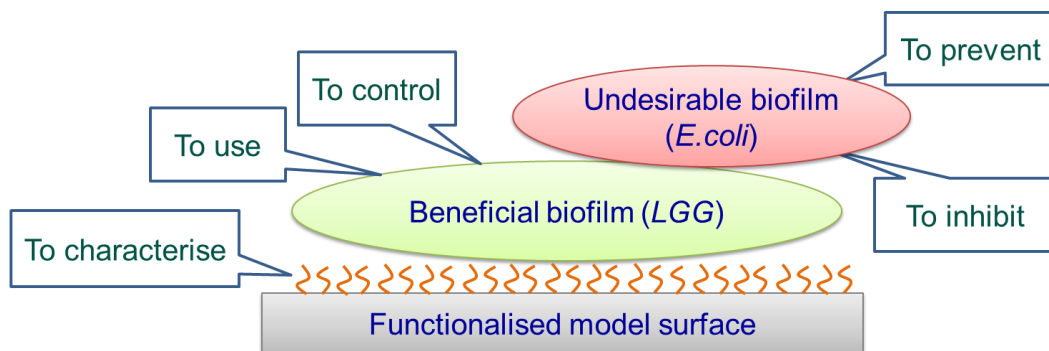 To prevent
To control
Undesirable biofilm
(E.coli)
To use
Beneficial biofilm (LGG)
To inhibit
To characterise
Functionalised model surface